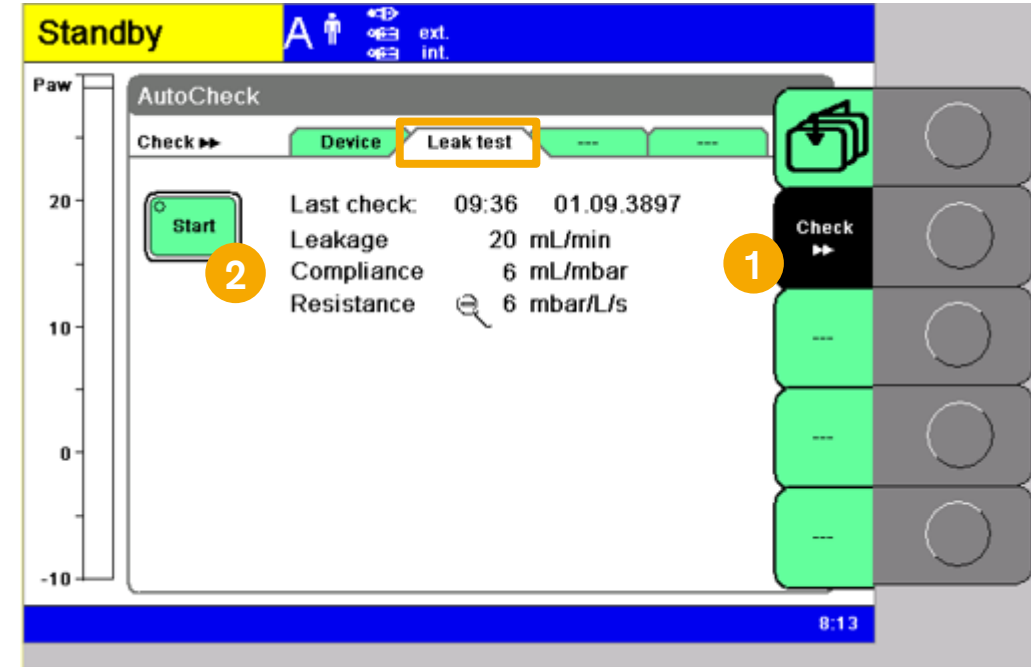 Standby
A
ext.
int.
Paw
AutoCheck
Check
Device
Leak test
---
---
20
10
0
-10
Start
2
Last check: 09:36 01.09.3897
Leakage 20 mL/min
Compliance 6 mL/mbar
Resistance 6 mbar/L/s
1
Check
---
---
---
8:13